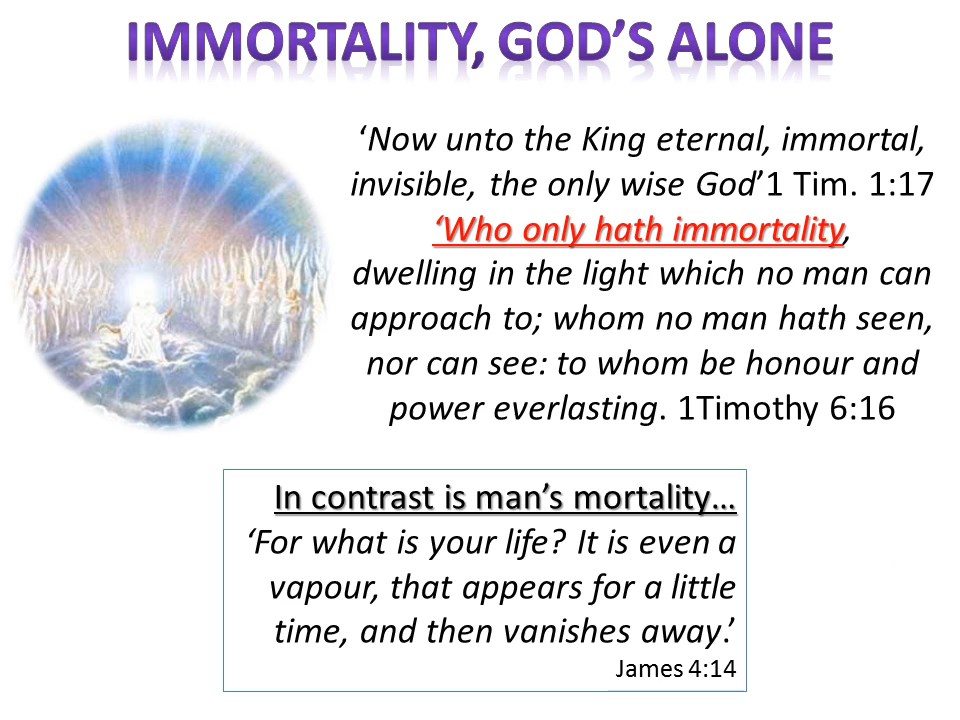 IMMORTALITY, GOD’S ALONE
‘Now unto the King eternal, immortal,
invisible, the only wise God’1 Tim. 1:17
‘Who only hath immortality,
dwelling in the light which no man can
approach to; whom no man hath seen,
nor can see: to whom be honour and
power everlasting. 1Timothy 6:16
In contrast is man’s mortality…
‘For what is your life? It is even a
vapour, that appears for a little
time, and then vanishes away.’
James 4:14